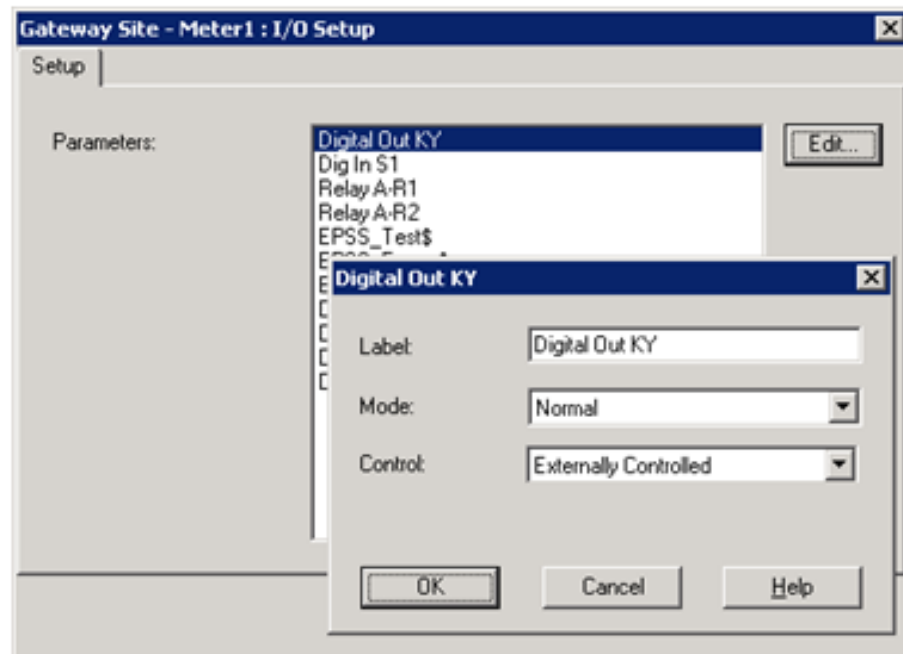 Gateway Site - Meter1 : I/O Setup
Setup
Parameters:
Digital Out KY
Dig In S1
Relay A-R1
Relay A-R2
EPSS_Test$
Edit...
Digital Out KY
Label:
Digital Out KY
Mode:
Normal
Control:
Externally Controlled
OK
Cancel
Help